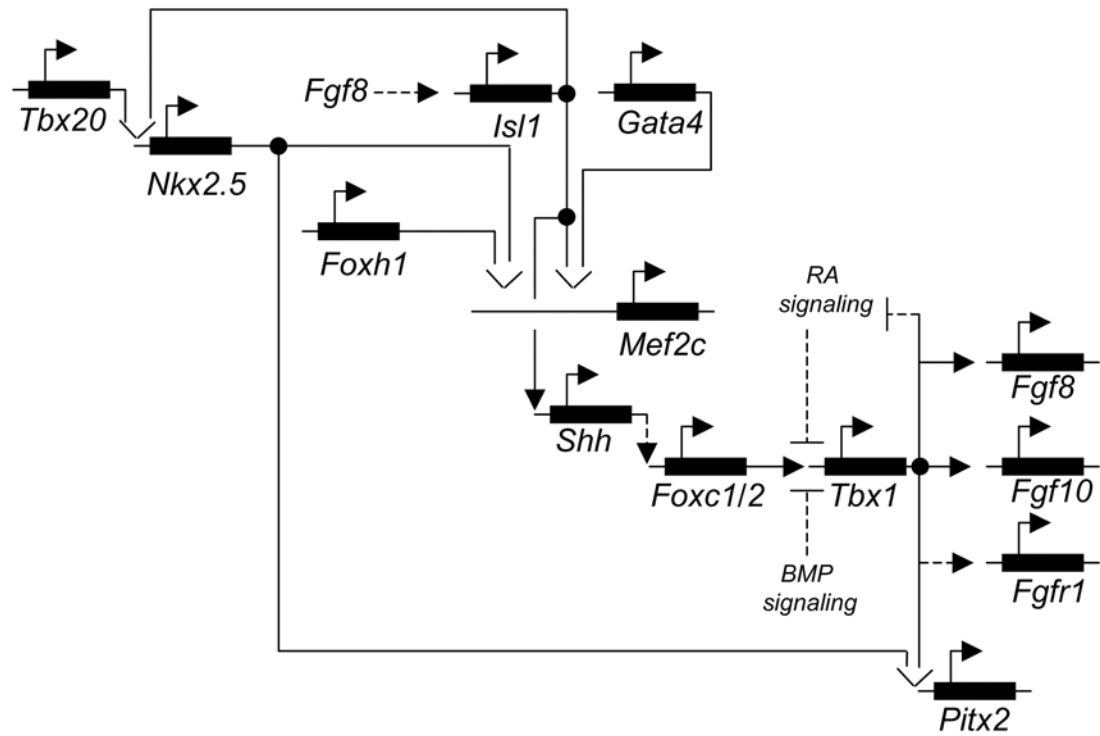 Tbx20
Fgf8
Isl1
Gata4
Nkx2.5
Foxh1
RA
signaling
Mef2c
Fgf8
Shh
Foxc1/2
Tbx1
Fgf10
BMP
signaling
Fgfr1
Pitx2